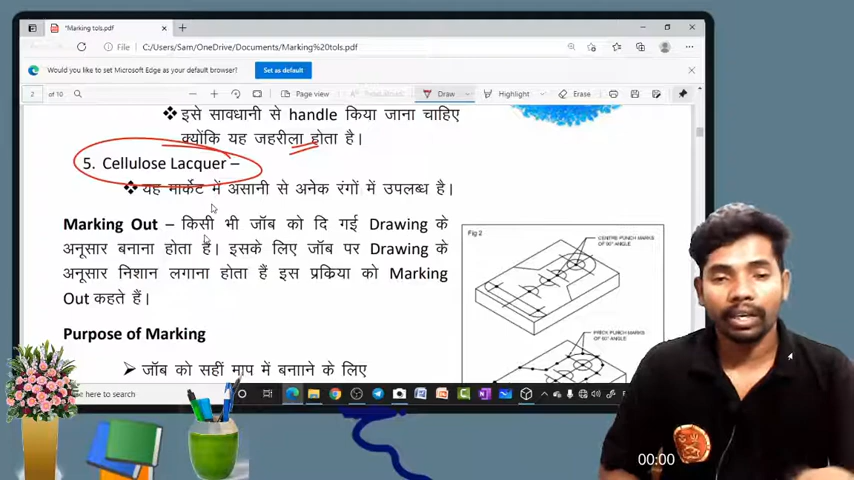 *Marking tols.pdf
File C:/Users/Sam/OneDrive/Documents/Marking%20tols.pdf
Would you like to set Microsoft Edge as your default browser? Set as default
2 of 10 Page view Draw Highlight Erase
इसे सावधानी से handle किया जाना चाहिए
क्योंकि यह जहरीला होता है।
5. Cellulose Lacquer –
यह मार्केट में असानी से अनेक रंगों में उपलब्ध है।
Marking Out – किसी भी जॉब को दि गई Drawing के
अनूसार बनाना होता है। इसके लिए जॉब पर Drawing के
अनूसार निशान लगाना होता हैं इस प्रकिया को Marking
Out कहते हैं।
Purpose of Marking
जॉब को सहीं माप में बनााने के लिए
Fig 2
CENTRE PUNCH MARKS
OF 90° ANGLE
PRICK PUNCH MARKS
OF 60° ANGLE
here to search
00:00